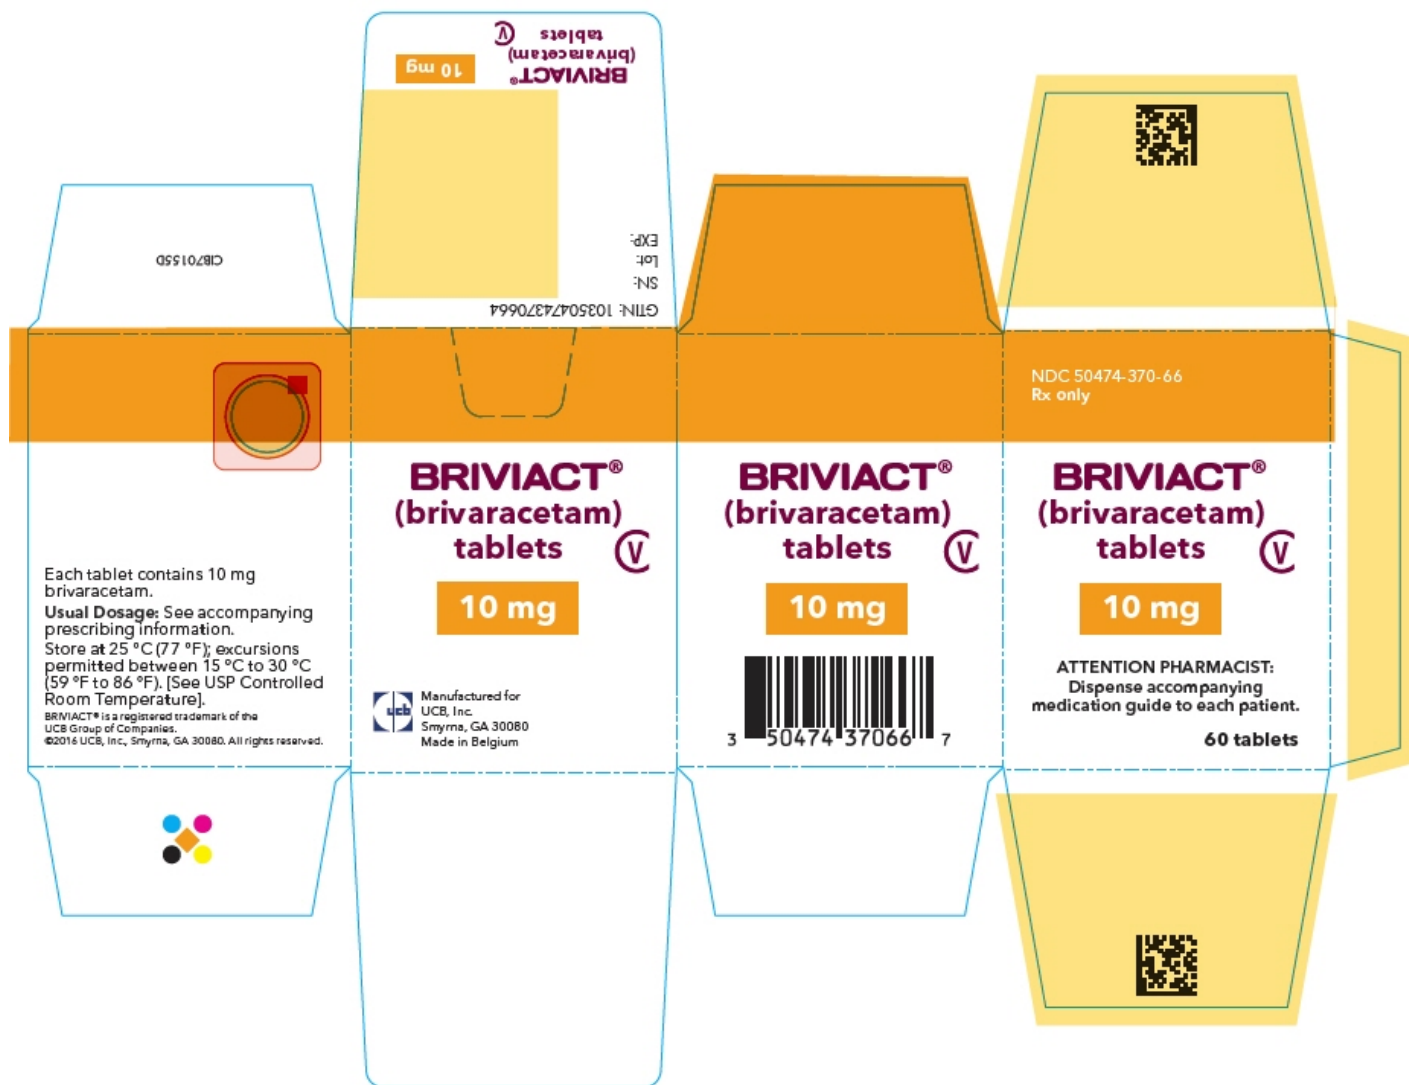 BRIVIACT®
(brivaracetam)
tablets CV
10 mg
EXP:
Lot:
SN:
GTIN: 10350474370664
CIB70155D
Each tablet contains 10 mg
brivaracetam.
Usual Dosage: See accompanying
prescribing information.
Store at 25 °C (77 °F); excursions
permitted between 15 °C to 30 °C
(59 °F to 86 °F). [See USP Controlled
Room Temperature].
BRIVIACT® is a registered trademark of the
UCB Group of Companies.
©2016 UCB, Inc., Smyrna, GA 30080. All rights reserved.
BRIVIACT®
(brivaracetam)
tablets CV
10 mg
ucb
Manufactured for
UCB, Inc.
Smyrna, GA 30080
Made in Belgium
BRIVIACT®
(brivaracetam)
tablets CV
10 mg
3 50474 37066 7
NDC 50474-370-66
Rx only
BRIVIACT®
(brivaracetam)
tablets CV
10 mg
ATTENTION PHARMACIST:
Dispense accompanying
medication guide to each patient.
60 tablets